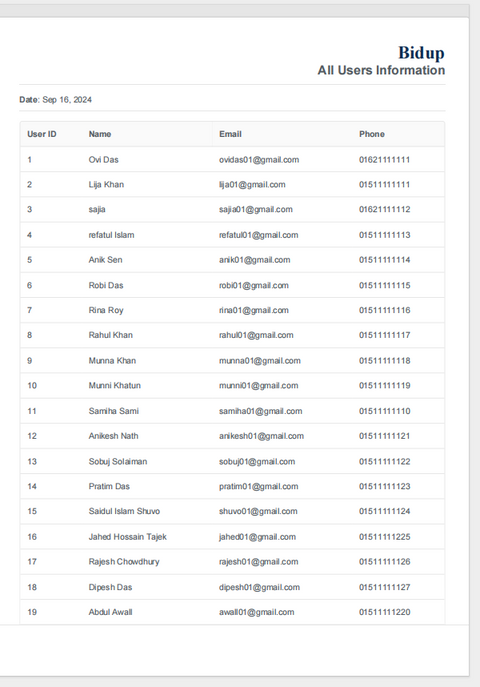 Bidup
All Users Information
Date: Sep 16, 2024
User ID Name Email Phone
1 Ovi Das ovidas01@gmail.com 01621111111
2 Lija Khan lija01@gmail.com 01511111111
3 sajia sajia01@gmail.com 01621111112
4 refatul Islam refatul01@gmail.com 01511111113
5 Anik Sen anik01@gmail.com 01511111114
6 Robi Das robi01@gmail.com 01511111115
7 Rina Roy rina01@gmail.com 01511111116
8 Rahul Khan rahul01@gmail.com 01511111117
9 Munna Khan munna01@gmail.com 01511111118
10 Munni Khatun munni01@gmail.com 01511111119
11 Samiha Sami samiha01@gmail.com 01511111110
12 Anikesh Nath anikesh01@gmail.com 01511111121
13 Sobuj Solaiman sobuj01@gmail.com 01511111122
14 Pratim Das pratim01@gmail.com 01511111123
15 Saidul Islam Shuvo shuvo01@gmail.com 01511111124
16 Jahed Hossain Tajek jahed01@gmail.com 01511111225
17 Rajesh Chowdhury rajesh01@gmail.com 01511111126
18 Dipesh Das dipesh01@gmail.com 01511111127
19 Abdul Awall awall01@gmail.com 01511111220